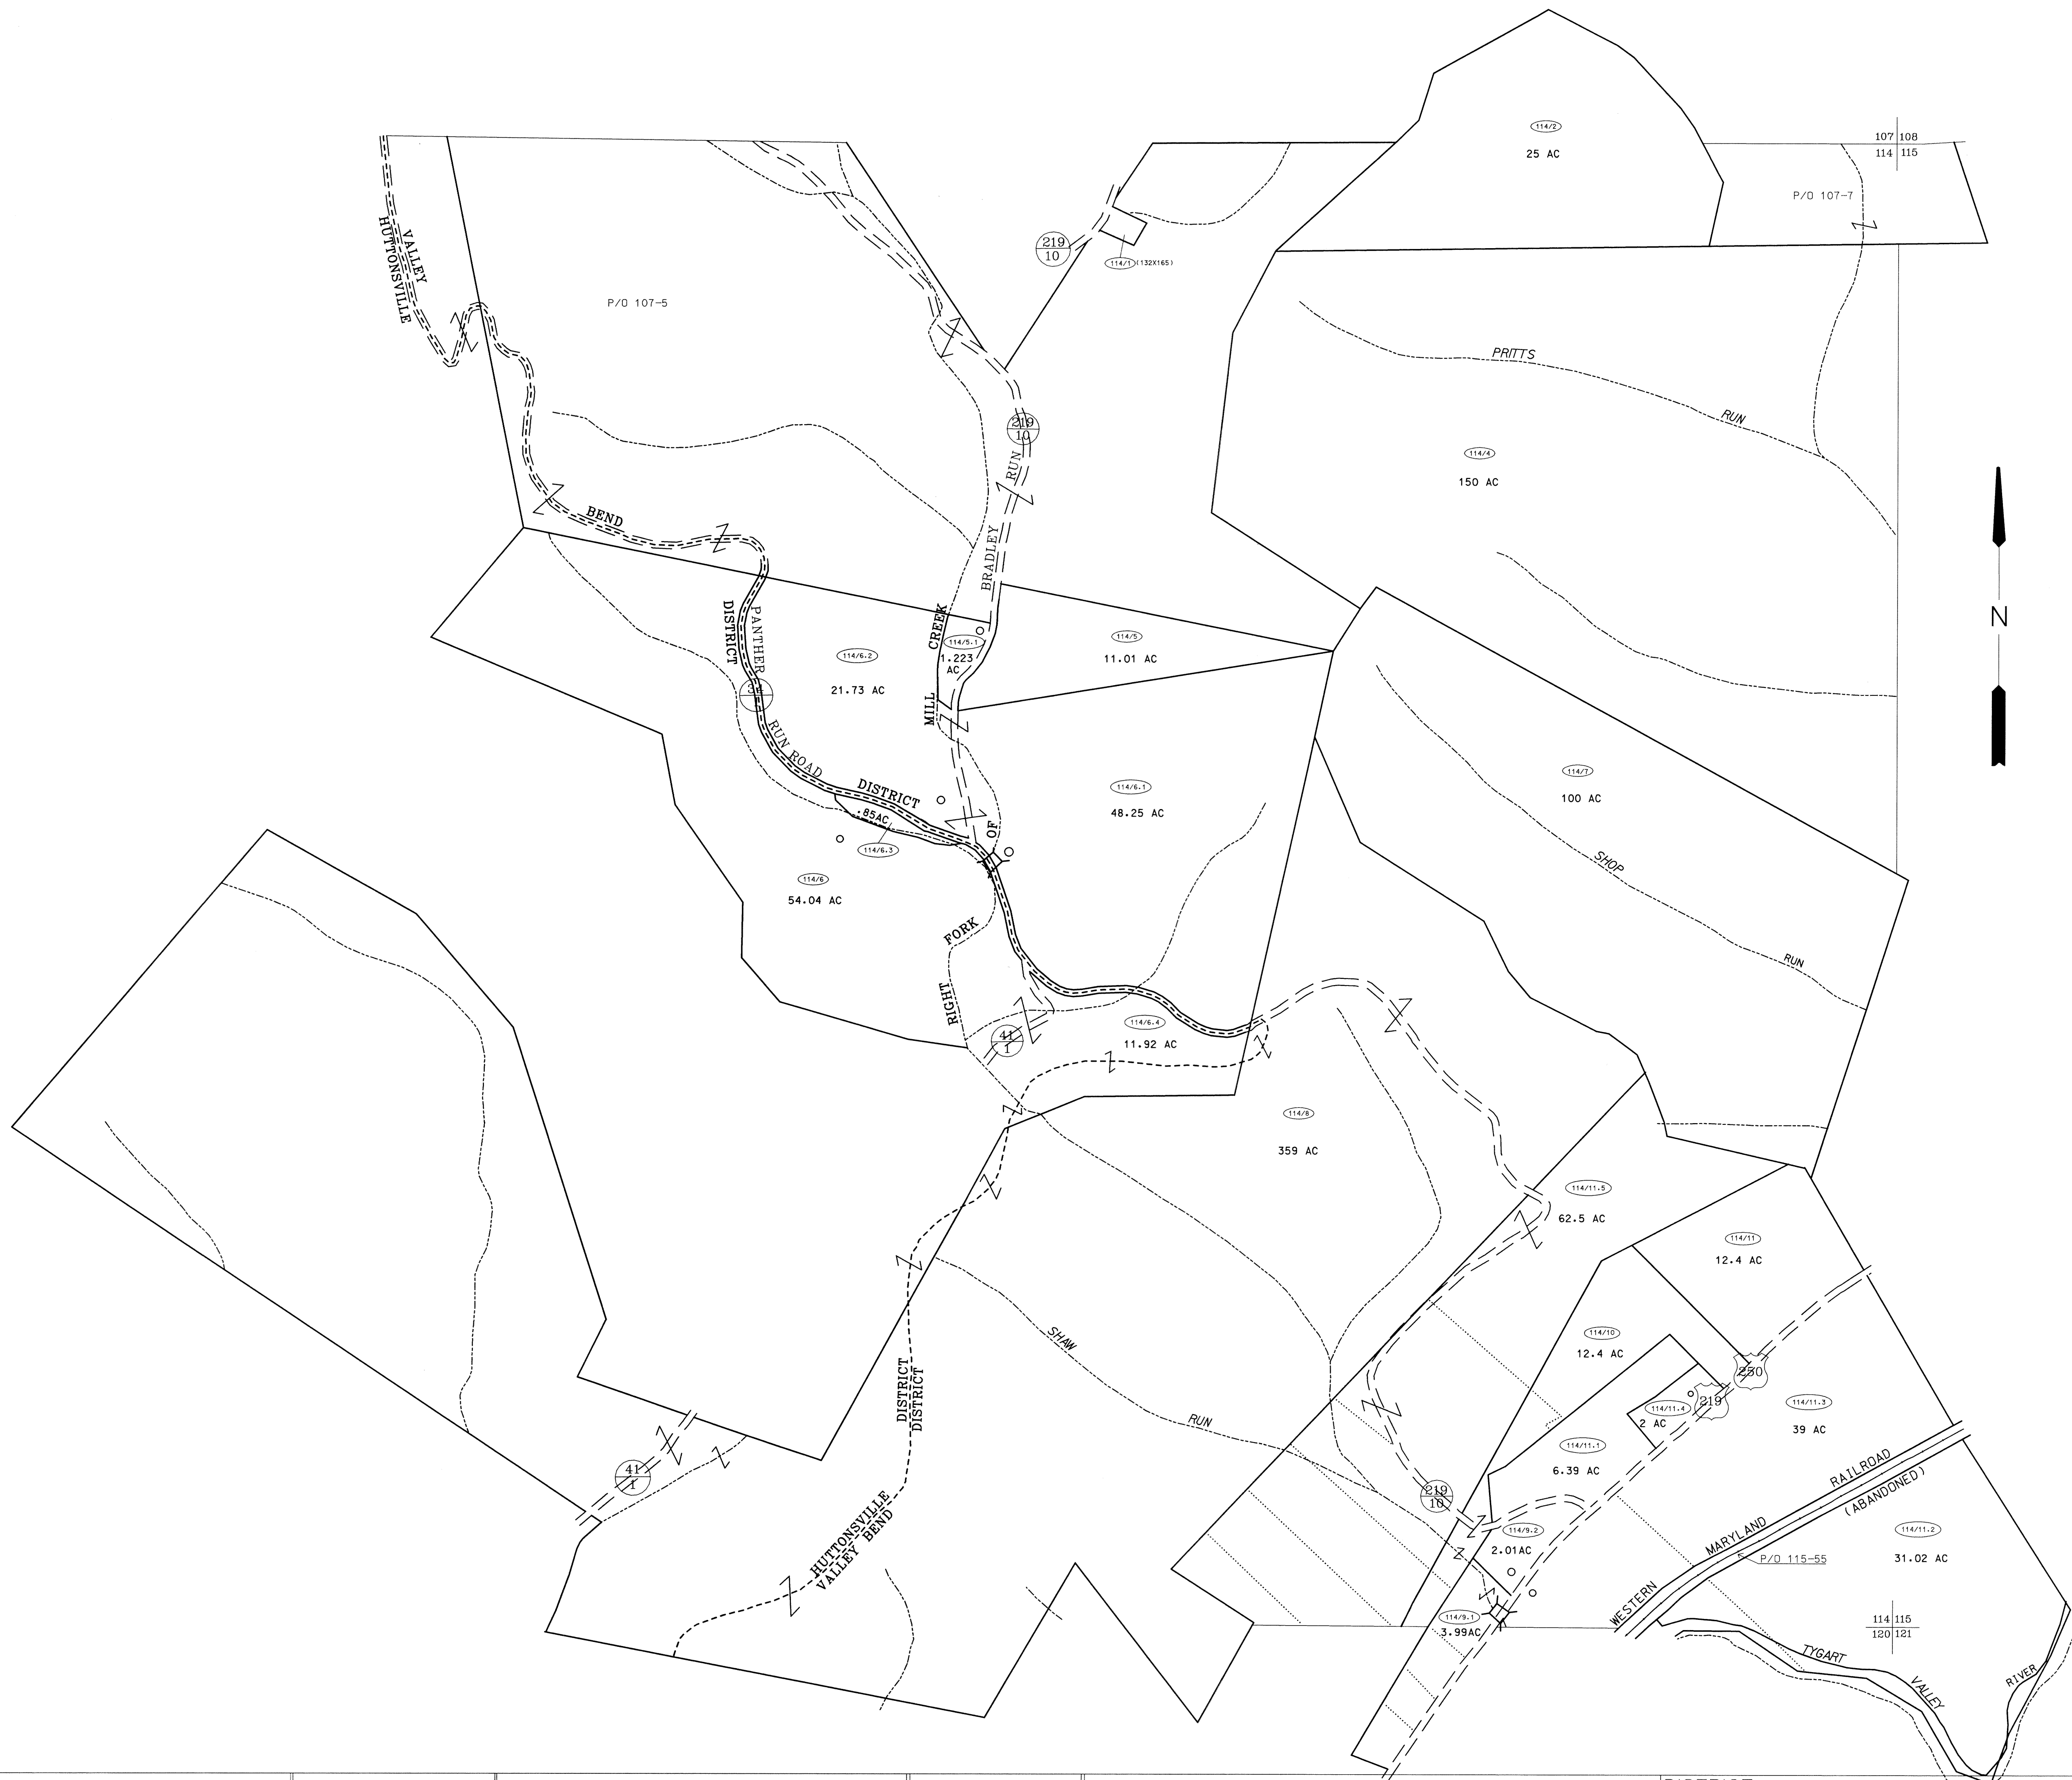 114/2
25 AC
107 108
114 115
P/O 107-7
VALLEY
HUTTONSVILLE
219
10
114/1 (132X165)
P/O 107-5
PRITTS
RUN
219
10
RUN
BRADLEY
114/4
150 AC
BEND
N
DISTRICT
PANTHER
114/6.2
21.73 AC
CREEK
MILL
114/5.1
1.223
AC
114/5
11.01 AC
RUN ROAD
DISTRICT
.85AC
114/6.3
114/6.1
48.25 AC
114/7
100 AC
OF
114/6
54.04 AC
SHOP
RUN
FORK
RIGHT
41
1
114/6.4
11.92 AC
114/8
359 AC
114/11.5
62.5 AC
114/11
12.4 AC
SHAW
RUN
DISTRICT
DISTRICT
114/10
12.4 AC
250
219
114/11.4
2 AC
114/11.3
39 AC
114/11.1
6.39 AC
RAILROAD
(ABANDONED)
41
1
219
10
HUTTONSVILLE
VALLEY BEND
114/9.2
2.01AC
MARYLAND
P/O 115-55
WESTERN
114/11.2
31.02 AC
114/9.1
3.99AC
114 115
120 121
TYGART
VALLEY
RIVER